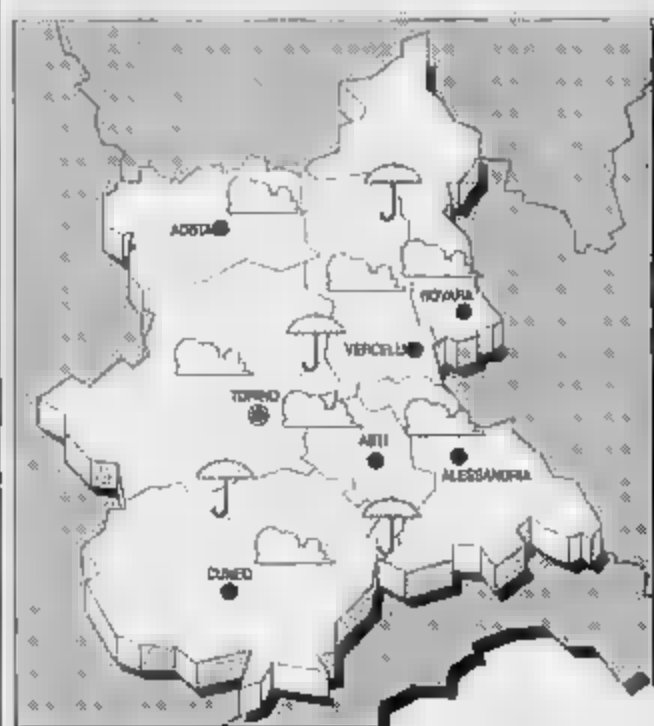 AOSTA
NOVARA
VERCELLI
TORINO
ASTI
ALESSANDRIA
CUNEO